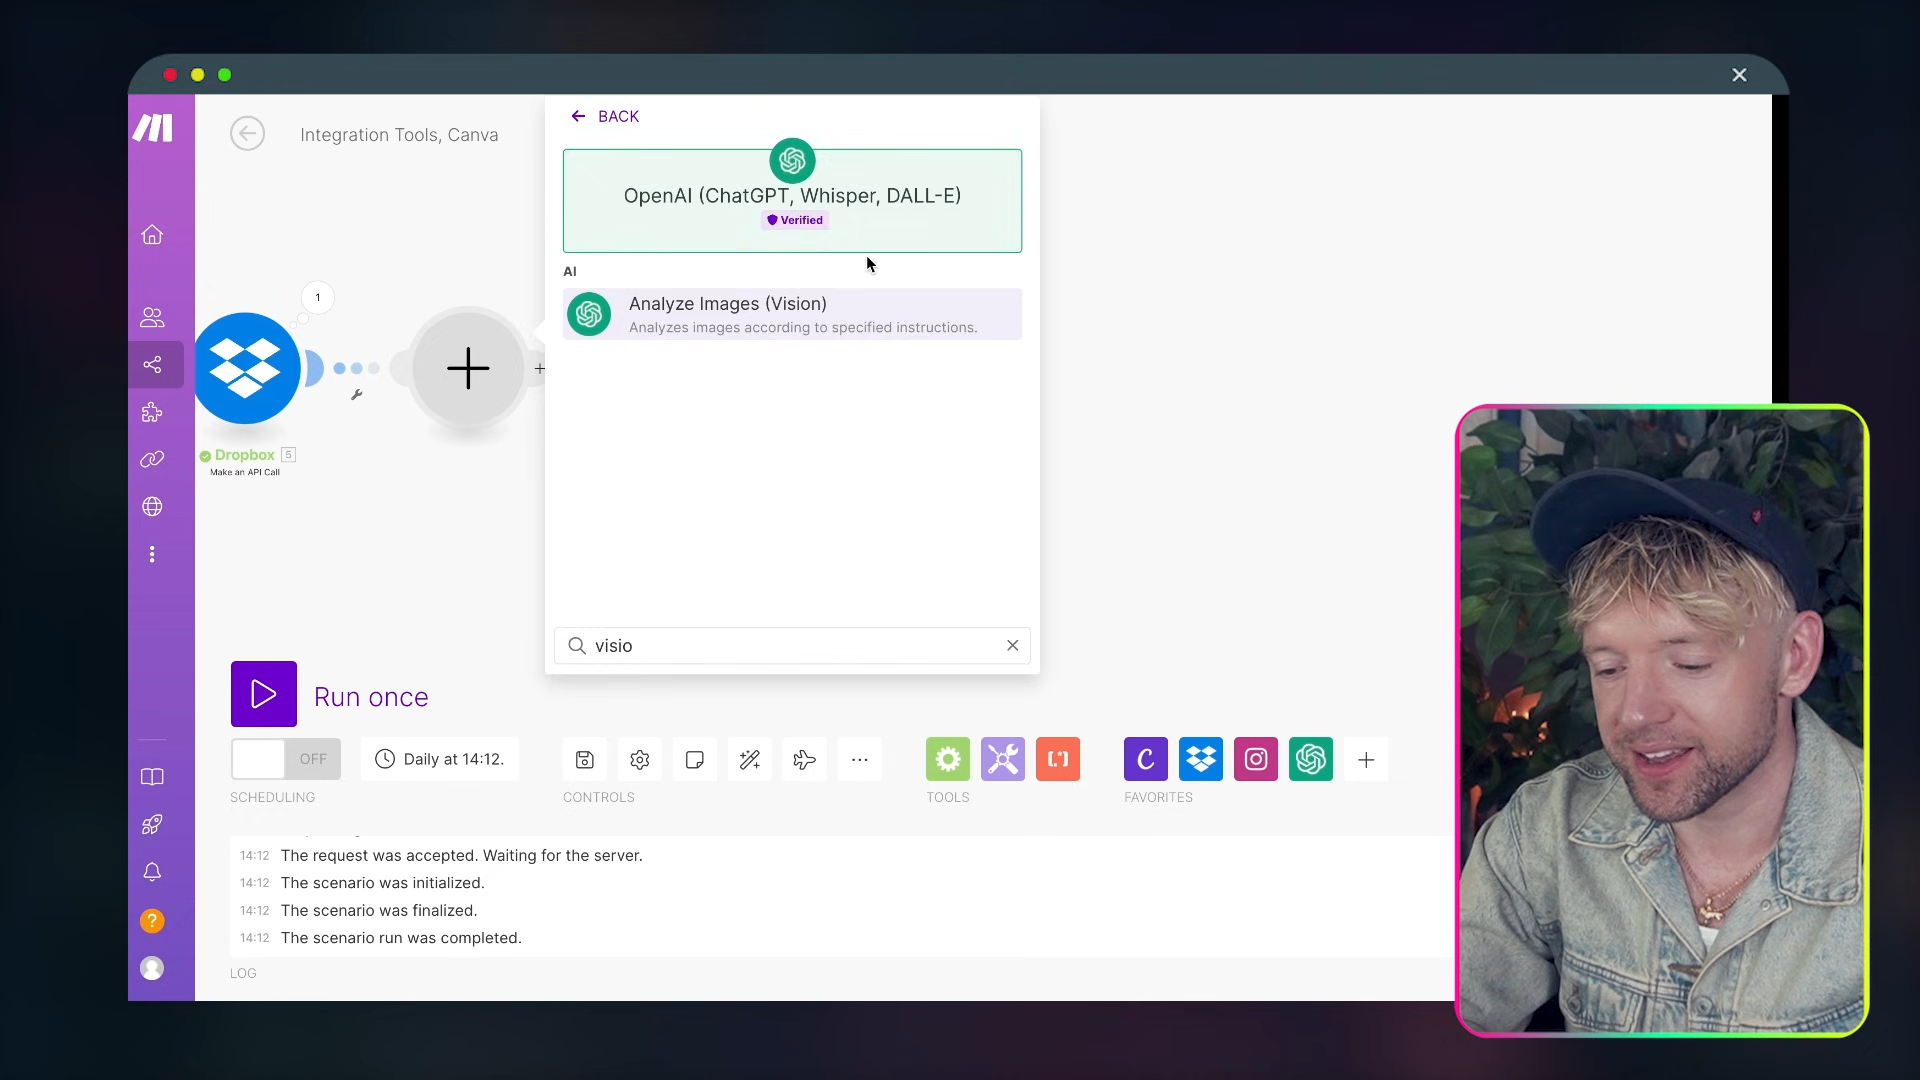 BACK
Integration Tools, Canva
OpenAI (ChatGPT, Whisper, DALL-E)
Verified
AI
Analyze Images (Vision)
Analyzes images according to specified instructions.
1
Dropbox 5
Make an API Call
visio
Run once
OFF
Daily at 14:12.
SCHEDULING
CONTROLS
TOOLS
FAVORITES
14:12 The request was accepted. Waiting for the server.
14:12 The scenario was initialized.
14:12 The scenario was finalized.
14:12 The scenario run was completed.
LOG